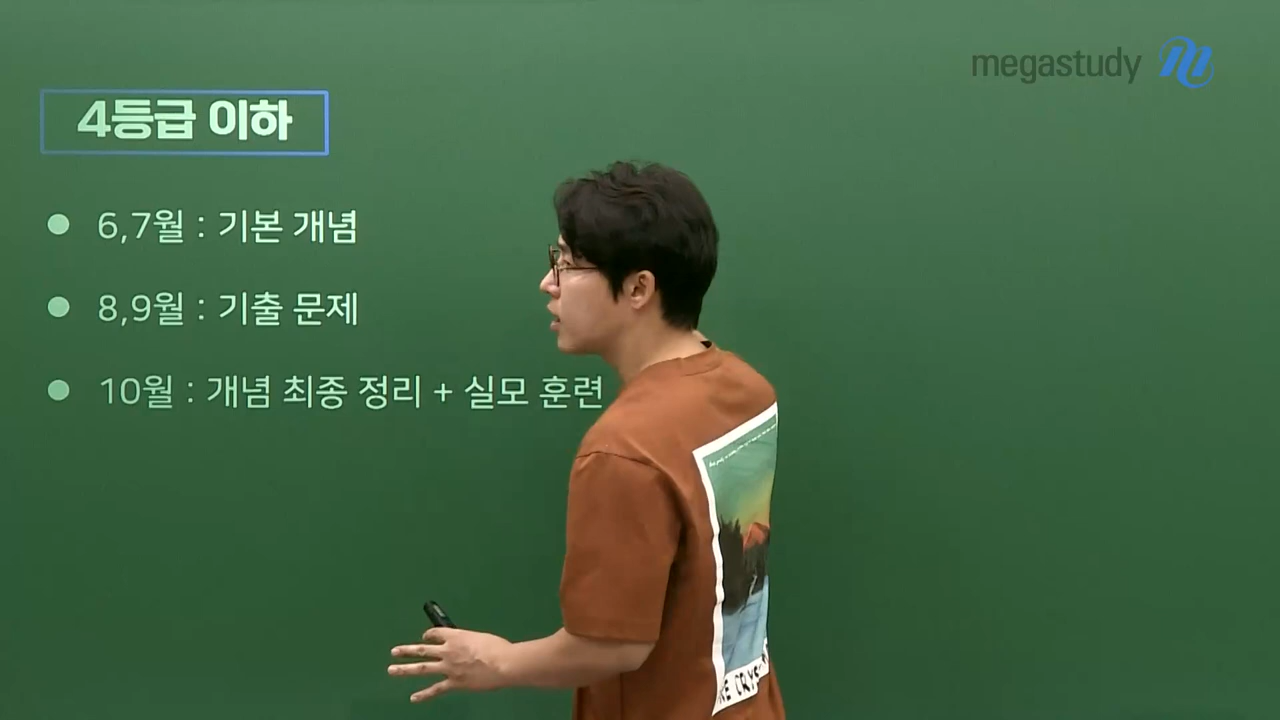 megastudy
4등급 이하
6,7월 : 기본 개념
8,9월 : 기출 문제
10월 : 개념 최종 정리 + 실모 훈련